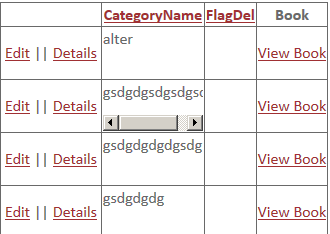 CategoryName FlagDel Book
alter
Edit || Details View Book
gsdgdgsdgsdgsd
Edit || Details View Book
gsdgdgdgdgsdg
Edit || Details View Book
gsdgdgdg
Edit || Details View Book